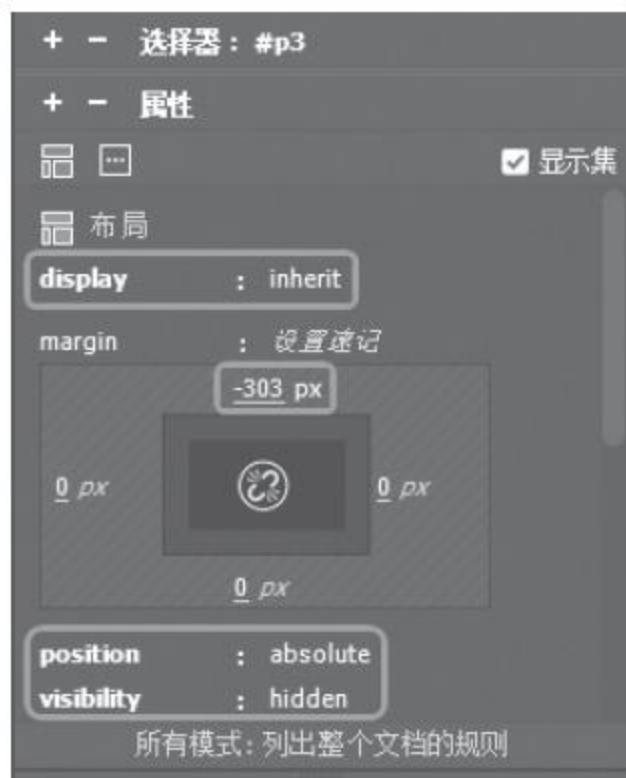 + - 选择器：#p3
+ - 属性
显示集
布局
display : inherit
margin : 设置速记
-303 px
0 px
0 px
0 px
position : absolute
visibility : hidden
所有模式: 列出整个文档的规则